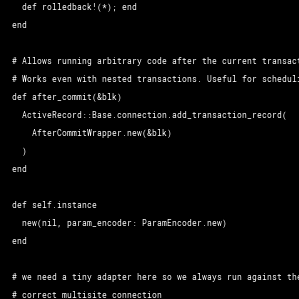 def rolledback!(*); end
end
# Allows running arbitrary code after the current
# Works even with nested transactions. Useful for
def after_commit(&blk)
ActiveRecord::Base.connection.add_transaction_record(
AfterCommitWrapper.new(&blk)
)
end
def self.instance
new(nil, param_encoder: ParamEncoder.new)
end
# we need a tiny adapter here so we always run against the
# correct multisite connection